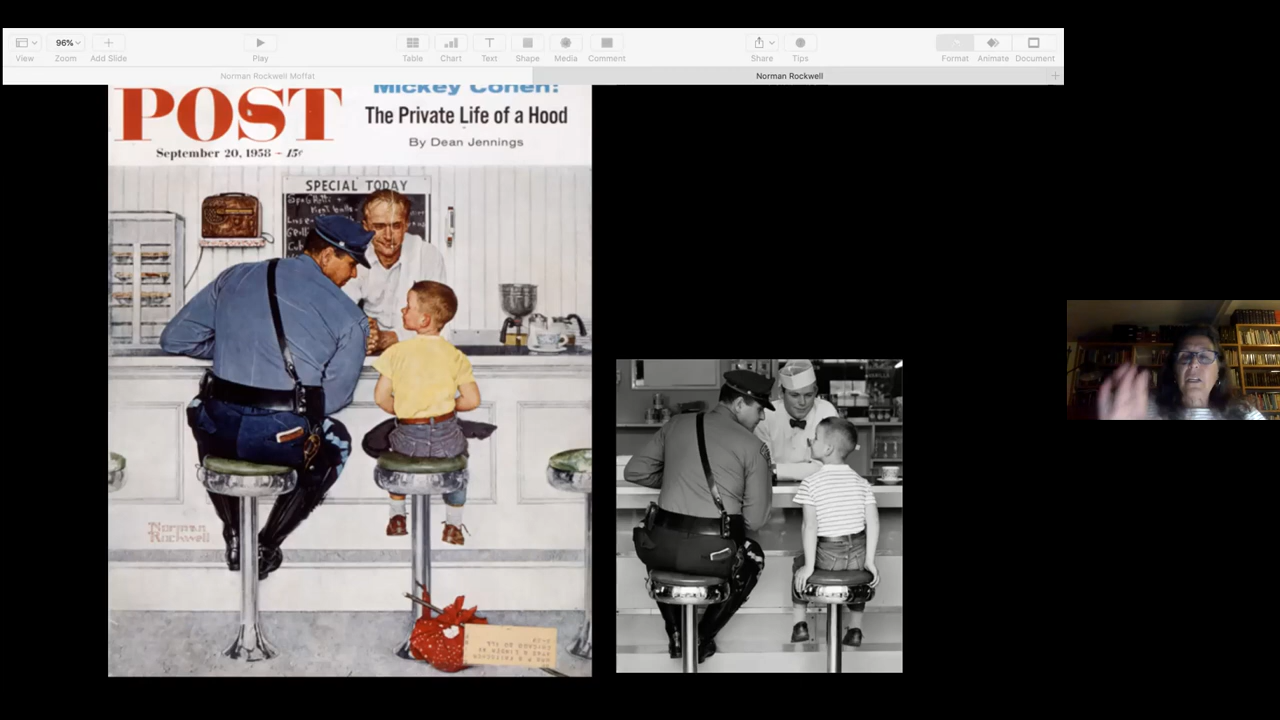 96%
View
Zoom
Add Slide
Play
Table
Chart
Text
Shape
Media
Comment
Share
Tips
Format
Animate
Document
Norman Rockwell Moffat
Norman Rockwell
POST
September 20, 1958 – 15¢
Mickey Cohen:
The Private Life of a Hood
By Dean Jennings
SPECIAL TODAY
Norman
Rockwell